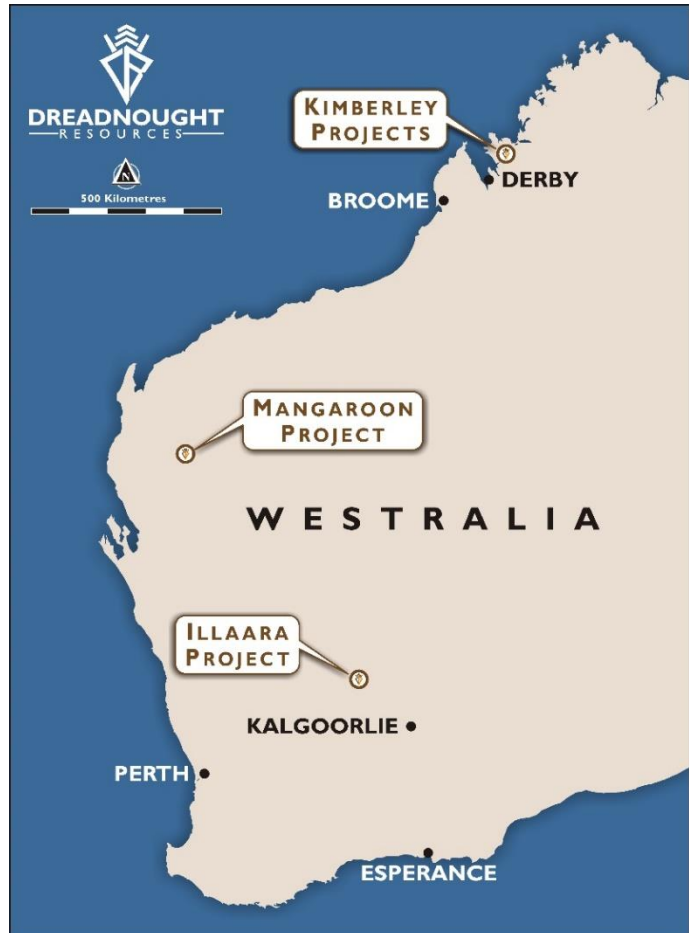 DREADNOUGHT
RESOURCES
N
500 Kilometres
KIMBERLEY
PROJECTS
DERBY
BROOME
MANGAROON
PROJECT
WESTRALIA
ILLAARA
PROJECT
KALGOORLIE
PERTH
ESPERANCE